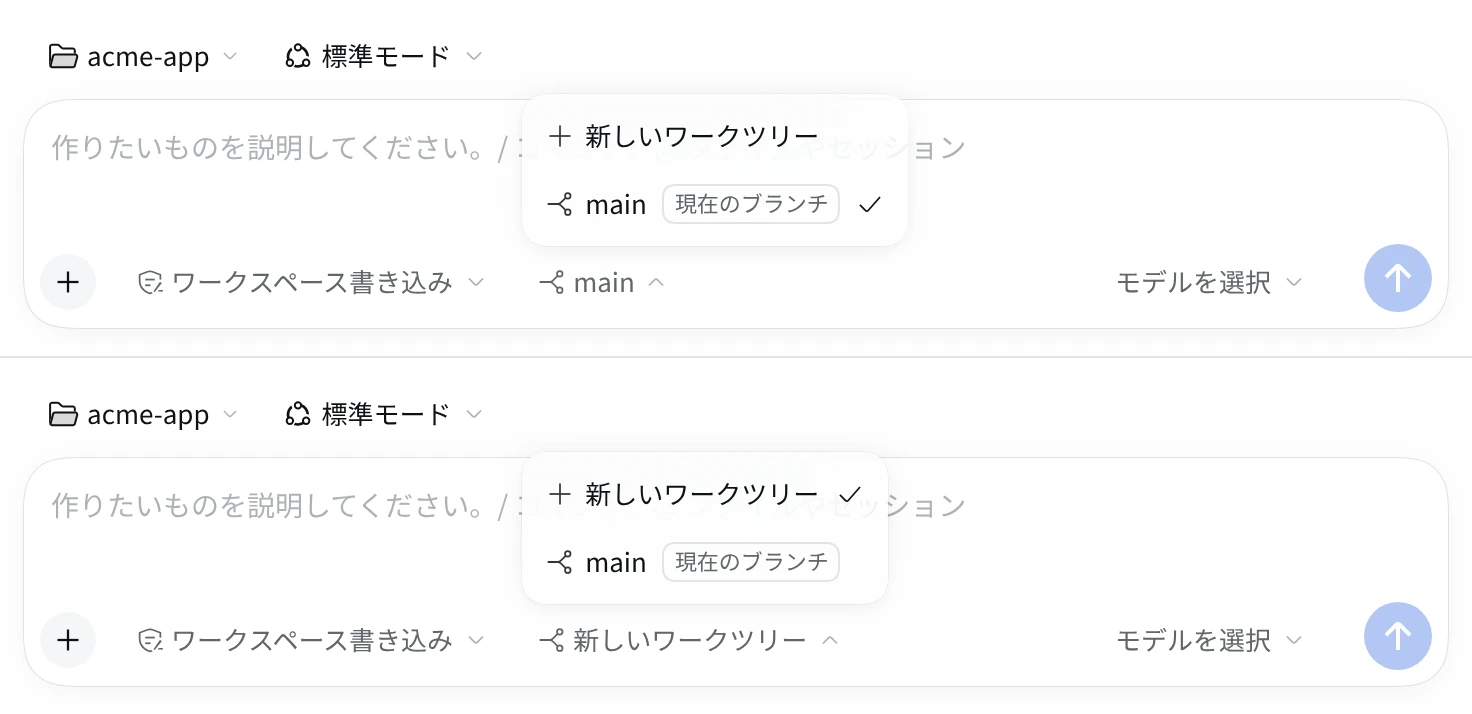 acme-app 標準モード
新しいワークツリー
作りたいものを説明してください。/
ション
main 現在のブランチ
ワークスペース書き込み main モデルを選択
acme-app 標準モード
新しいワークツリー
作りたいものを説明してください。/
ション
main 現在のブランチ
ワークスペース書き込み 新しいワークツリー モデルを選択